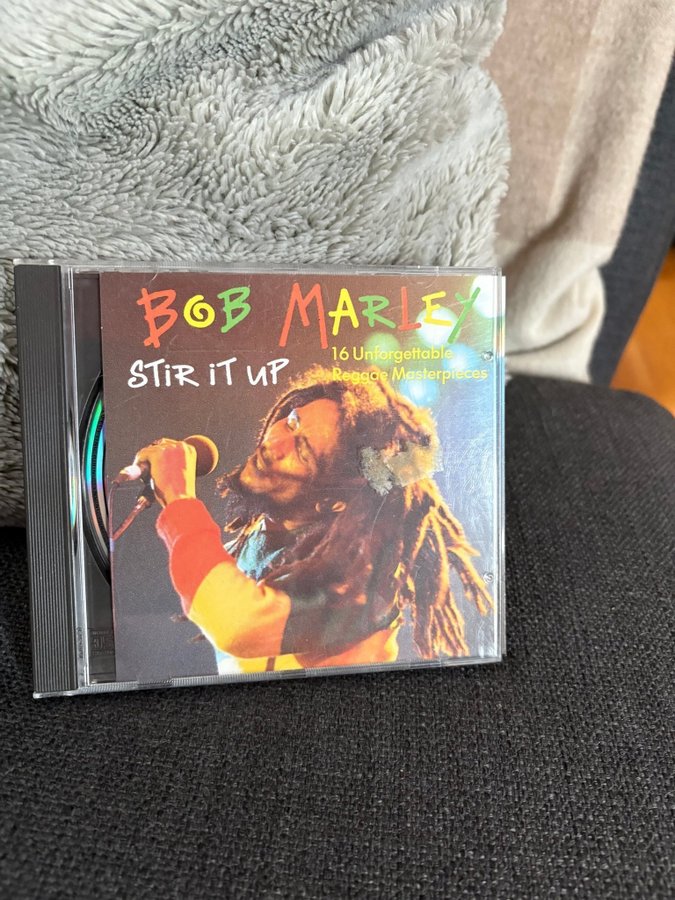 BOB MARLEY
STiR iT UP
16 Unforgettable
Reggae Masterpieces